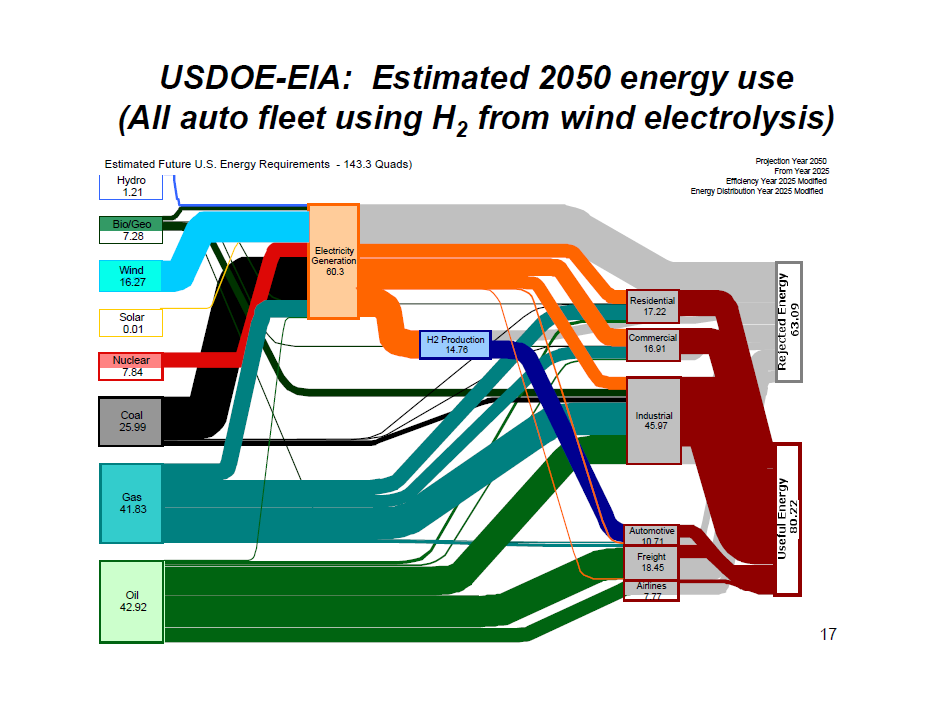 USDOE-EIA: Estimated 2050 energy use
(All auto fleet using H2 from wind electrolysis)
Estimated Future U.S. Energy Requirements - 143.3 Quads)
Projection Year 2050
From Year 2025
Efficiency Year 2025 Modified
Energy Distribution Year 2025 Modified
Hydro
1.21
Bio/Geo
7.28
Wind
16.27
Solar
0.01
Nuclear
7.84
Coal
25.99
Gas
41.83
Oil
42.92
Electricity
Generation
60.3
H2 Production
14.76
Residential
17.22
Commercial
16.91
Industrial
45.97
Automotive
10.71
Freight
18.45
Airlines
7.77
Rejected Energy
63.09
Useful Energy
80.22
17